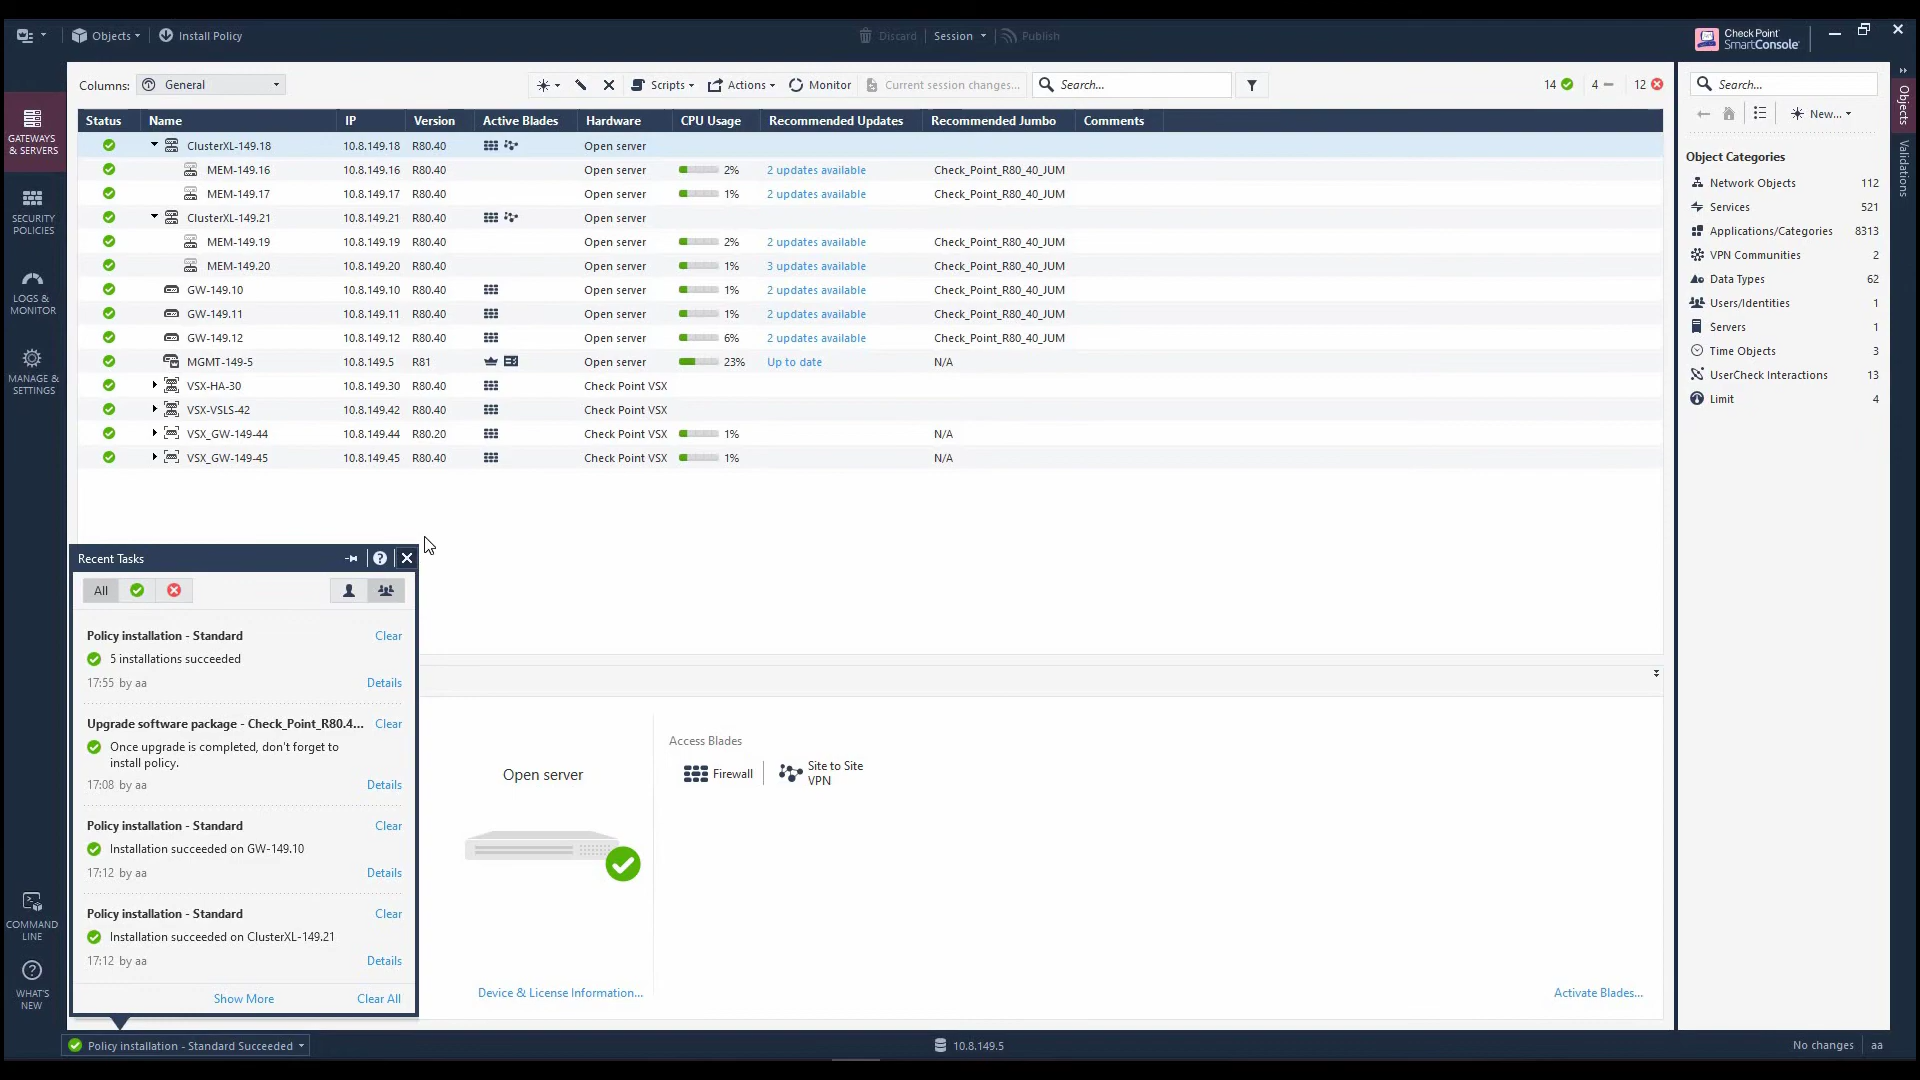 Objects
Install Policy
Discard
Session
Publish
Check Point
SmartConsole
GATEWAYS
& SERVERS
SECURITY
POLICIES
LOGS &
MONITOR
MANAGE &
SETTINGS
COMMAND
LINE
WHAT'S
NEW
Columns: General
Scripts
Actions
Monitor
Current session changes...
Search...
14
4
12
Status Name IP Version Active Blades Hardware CPU Usage Recommended Updates Recommended Jumbo Comments
ClusterXL-149.18 10.8.149.18 R80.40 Open server
MEM-149.16 10.8.149.16 R80.40 Open server 2% 2 updates available Check_Point_R80_40_JUM
MEM-149.17 10.8.149.17 R80.40 Open server 1% 2 updates available Check_Point_R80_40_JUM
ClusterXL-149.21 10.8.149.21 R80.40 Open server
MEM-149.19 10.8.149.19 R80.40 Open server 2% 2 updates available Check_Point_R80_40_JUM
MEM-149.20 10.8.149.20 R80.40 Open server 1% 3 updates available Check_Point_R80_40_JUM
GW-149.10 10.8.149.10 R80.40 Open server 1% 2 updates available Check_Point_R80_40_JUM
GW-149.11 10.8.149.11 R80.40 Open server 1% 2 updates available Check_Point_R80_40_JUM
GW-149.12 10.8.149.12 R80.40 Open server 6% 2 updates available Check_Point_R80_40_JUM
MGMT-149-5 10.8.149.5 R81 Open server 23% Up to date N/A
VSX-HA-30 10.8.149.30 R80.40 Check Point VSX
VSX-VSLS-42 10.8.149.42 R80.40 Check Point VSX
VSX_GW-149-44 10.8.149.44 R80.20 Check Point VSX 1% N/A
VSX_GW-149-45 10.8.149.45 R80.40 Check Point VSX 1% N/A
Recent Tasks
All
Policy installation - Standard Clear
5 installations succeeded
17:55 by aa Details
Upgrade software package - Check_Point_R80.4... Clear
Once upgrade is completed, don't forget to
install policy.
17:08 by aa Details
Policy installation - Standard Clear
Installation succeeded on GW-149.10
17:12 by aa Details
Policy installation - Standard Clear
Installation succeeded on ClusterXL-149.21
17:12 by aa Details
Show More Clear All
Open server
Device & License Information...
Access Blades
Firewall
Site to Site
VPN
Activate Blades...
Search...
New...
Object Categories
Network Objects 112
Services 521
Applications/Categories 8313
VPN Communities 2
Data Types 62
Users/Identities 1
Servers 1
Time Objects 3
UserCheck Interactions 13
Limit 4
Objects
Validations
Policy installation - Standard Succeeded
10.8.149.5
No changes
aa